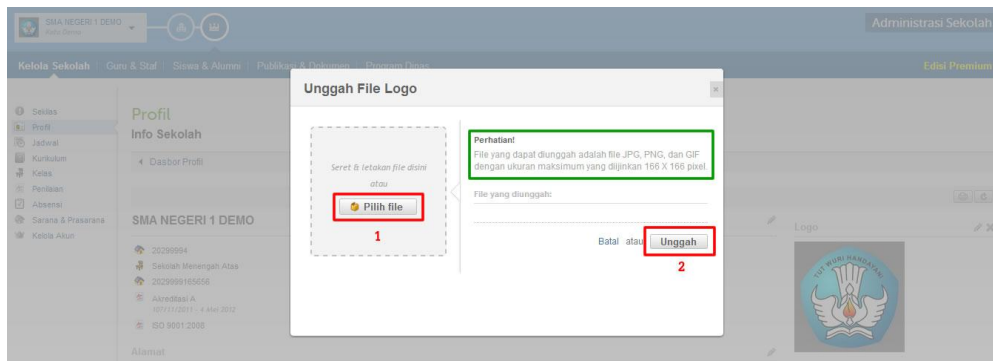 SMA NEGERI 1 DEMO
Kota Demo
Administrasi Sekolah
Kelola Sekolah
Guru & Staf
Siswa & Alumni
Publikasi & Dokumen
Program Dinas
Edisi Premium
Sekilas
Profil
Jadwal
Kurikulum
Kelas
Penilaian
Absensi
Sarana & Prasarana
Kelola Akun
Profil
Info Sekolah
Dasbor Profil
SMA NEGERI 1 DEMO
20299994
Sekolah Menengah Atas
Akreditasi A
ISO 9001:2008
Alamat
Unggah File Logo
Seret & letakan file disini
atau
Pilih file
1
Perhatian!
File yang dapat diunggah adalah file JPG, PNG, dan GIF
dengan ukuran maksimum yang diijinkan 166 X 166 pixel
File yang diunggah:
Batal atau Unggah
2
Logo
TUT WURI HANDAYANI